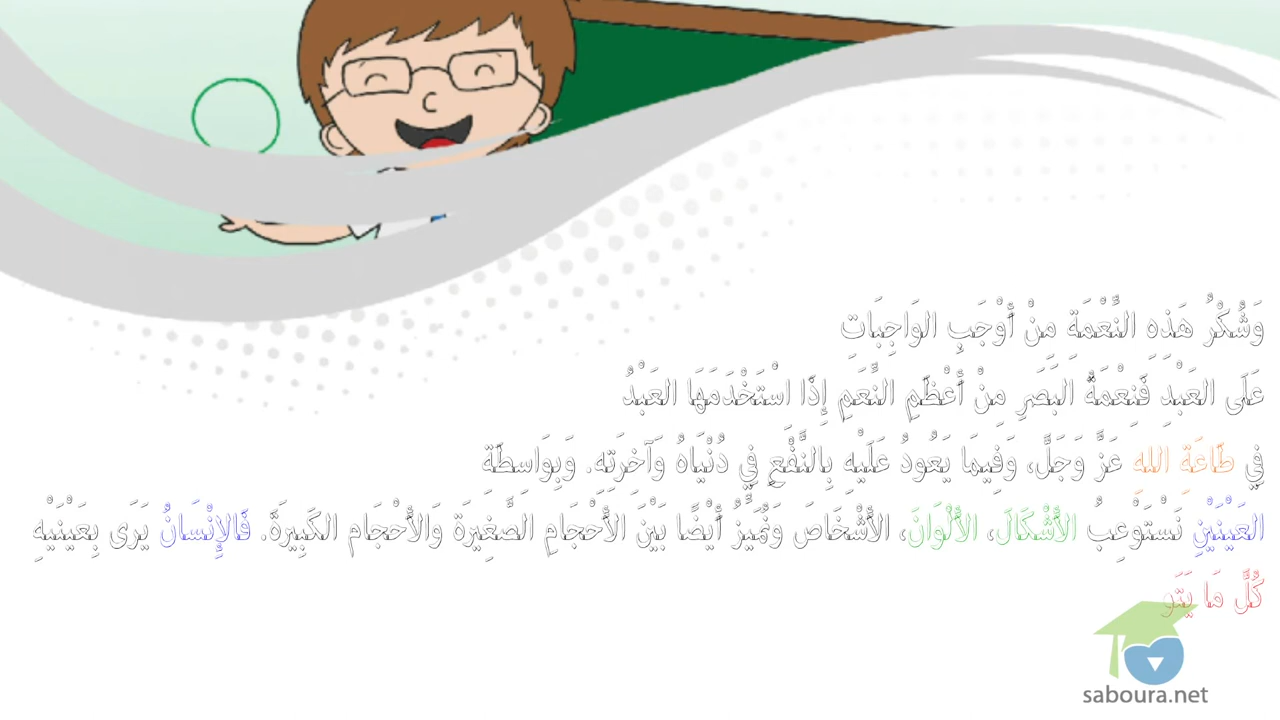 وَشُكْرُ هَذِهِ النِّعْمَةِ مِنْ أَوْجَبِ الوَاجِبَاتِ
عَلَى العَبْدِ فَنِعْمَةُ البَصَرِ مِنْ أَعْظَمِ النِّعَمِ إِذَا اسْتَخْدَمَهَا العَبْدُ
فِي طَاعَةِ اللهِ عَزَّ وَجَلَّ، وَفِيمَا يَعُودُ عَلَيْهِ بِالنَّفْعِ فِي دُنْيَاهُ وَآخِرَتِهِ. وَبِوَاسِطَةِ
العَيْنَيْنِ نَسْتَوْعِبُ الأَشْكَالَ، الأَلْوَانَ، الأَشْخَاصَ وَنُمَيِّزُ أَيْضًا بَيْنَ الأَحْجَامِ الصَّغِيرَةِ وَالأَحْجَامِ الكَبِيرَةِ. فَالإِنْسَانُ يَرَى بِعَيْنَيْهِ
كُلَّ مَا يَتَو
saboura.net